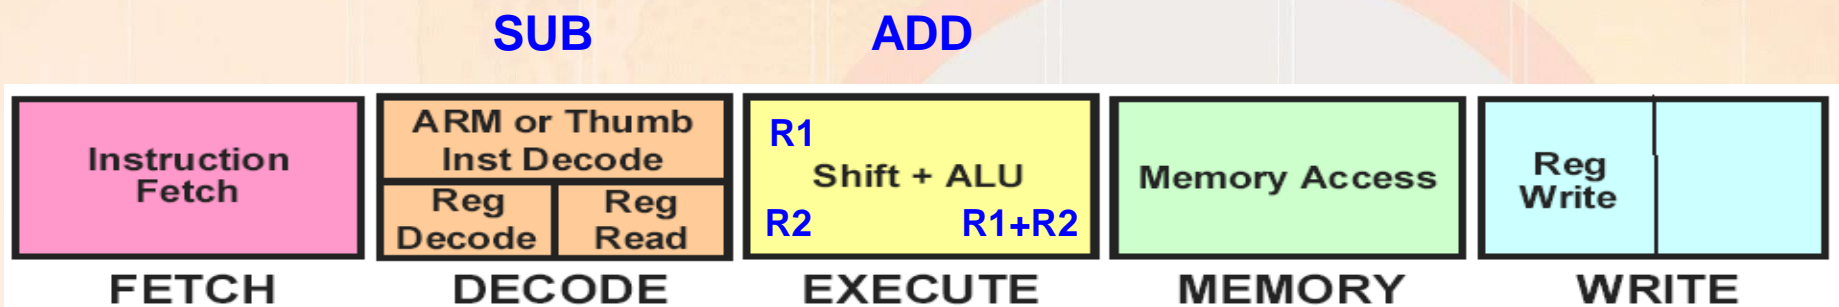 SUB
ADD
Instruction
Fetch
ARM or Thumb
Inst Decode
Reg
Decode
Reg
Read
R1
Shift + ALU
R2
R1+R2
Memory Access
Reg
Write
FETCH
DECODE
EXECUTE
MEMORY
WRITE